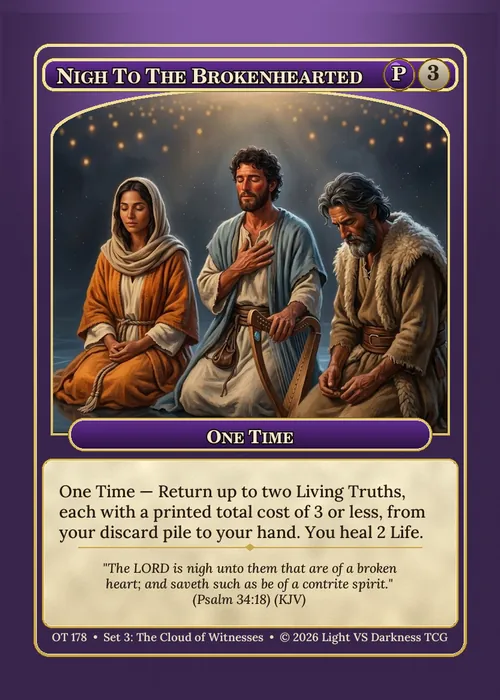 Nigh To The Brokenhearted P 3
One Time
One Time — Return up to two Living Truths,
each with a printed total cost of 3 or less, from
your discard pile to your hand. You heal 2 Life.
"The LORD is nigh unto them that are of a broken
heart; and saveth such as be of a contrite spirit."
(Psalm 34:18) (KJV)
OT 178 • Set 3: The Cloud of Witnesses • © 2026 Light VS Darkness TCG